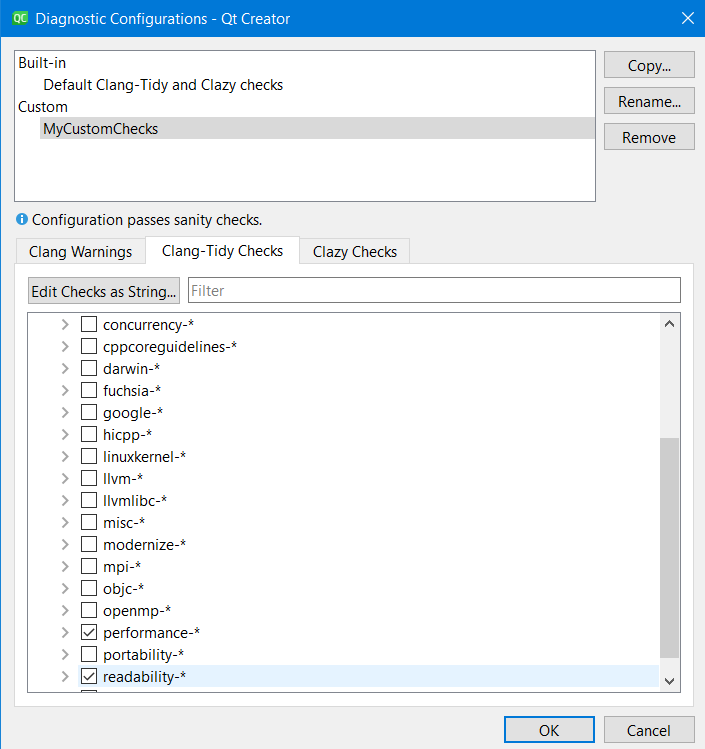 QC Diagnostic Configurations - Qt Creator
Built-in
Default Clang-Tidy and Clazy checks
Custom
MyCustomChecks
Copy...
Rename...
Remove
Configuration passes sanity checks.
Clang Warnings Clang-Tidy Checks Clazy Checks
Edit Checks as String... Filter
concurrency-*
cppcoreguidelines-*
darwin-*
fuchsia-*
google-*
hicpp-*
linuxkernel-*
llvm-*
llvmlibc-*
misc-*
modernize-*
mpi-*
objc-*
openmp-*
performance-*
portability-*
readability-*
OK Cancel